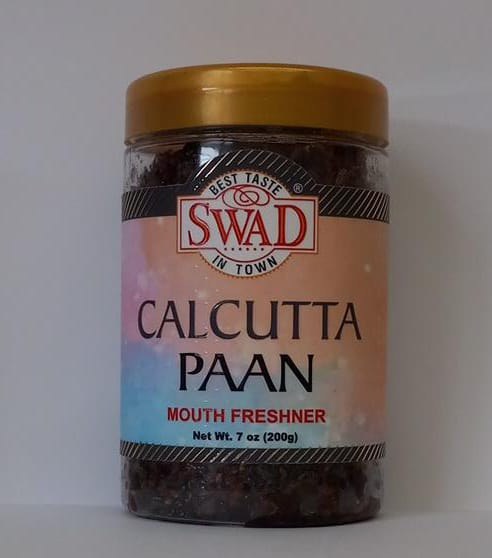 BEST TASTE
®
SWAD
IN TOWN
CALCUTTA
PAAN
MOUTH FRESHNER
Net Wt. 7 oz (200g)